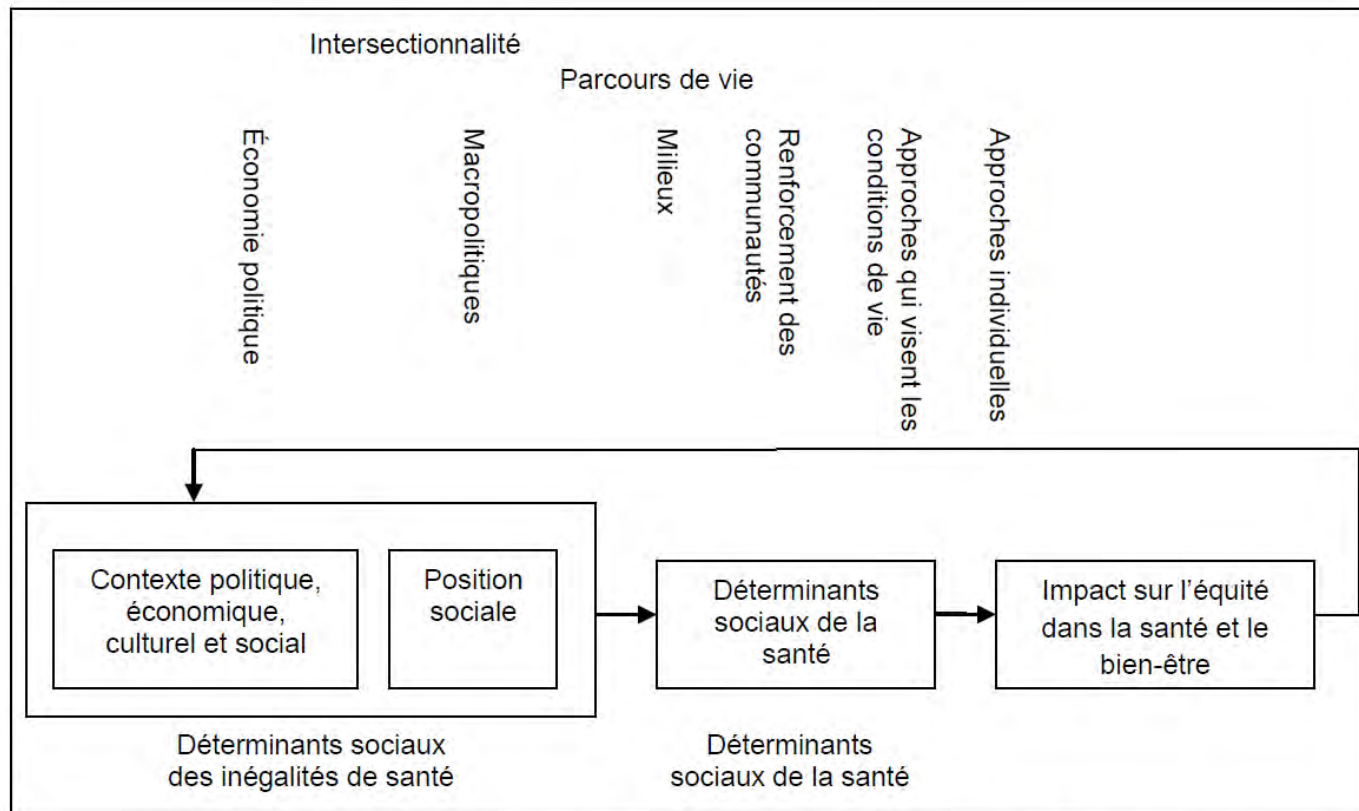 Intersectionnalité
Parcours de vie
Économie politique
Macropolitiques
Milieux
Renforcement des
communautés
Approches qui visent les
conditions de vie
Approches individuelles
Contexte politique,
économique,
culturel et social
Position
sociale
Déterminants
sociaux de la
santé
Impact sur l’équité
dans la santé et le
bien-être
Déterminants sociaux
des inégalités de santé
Déterminants
sociaux de la santé